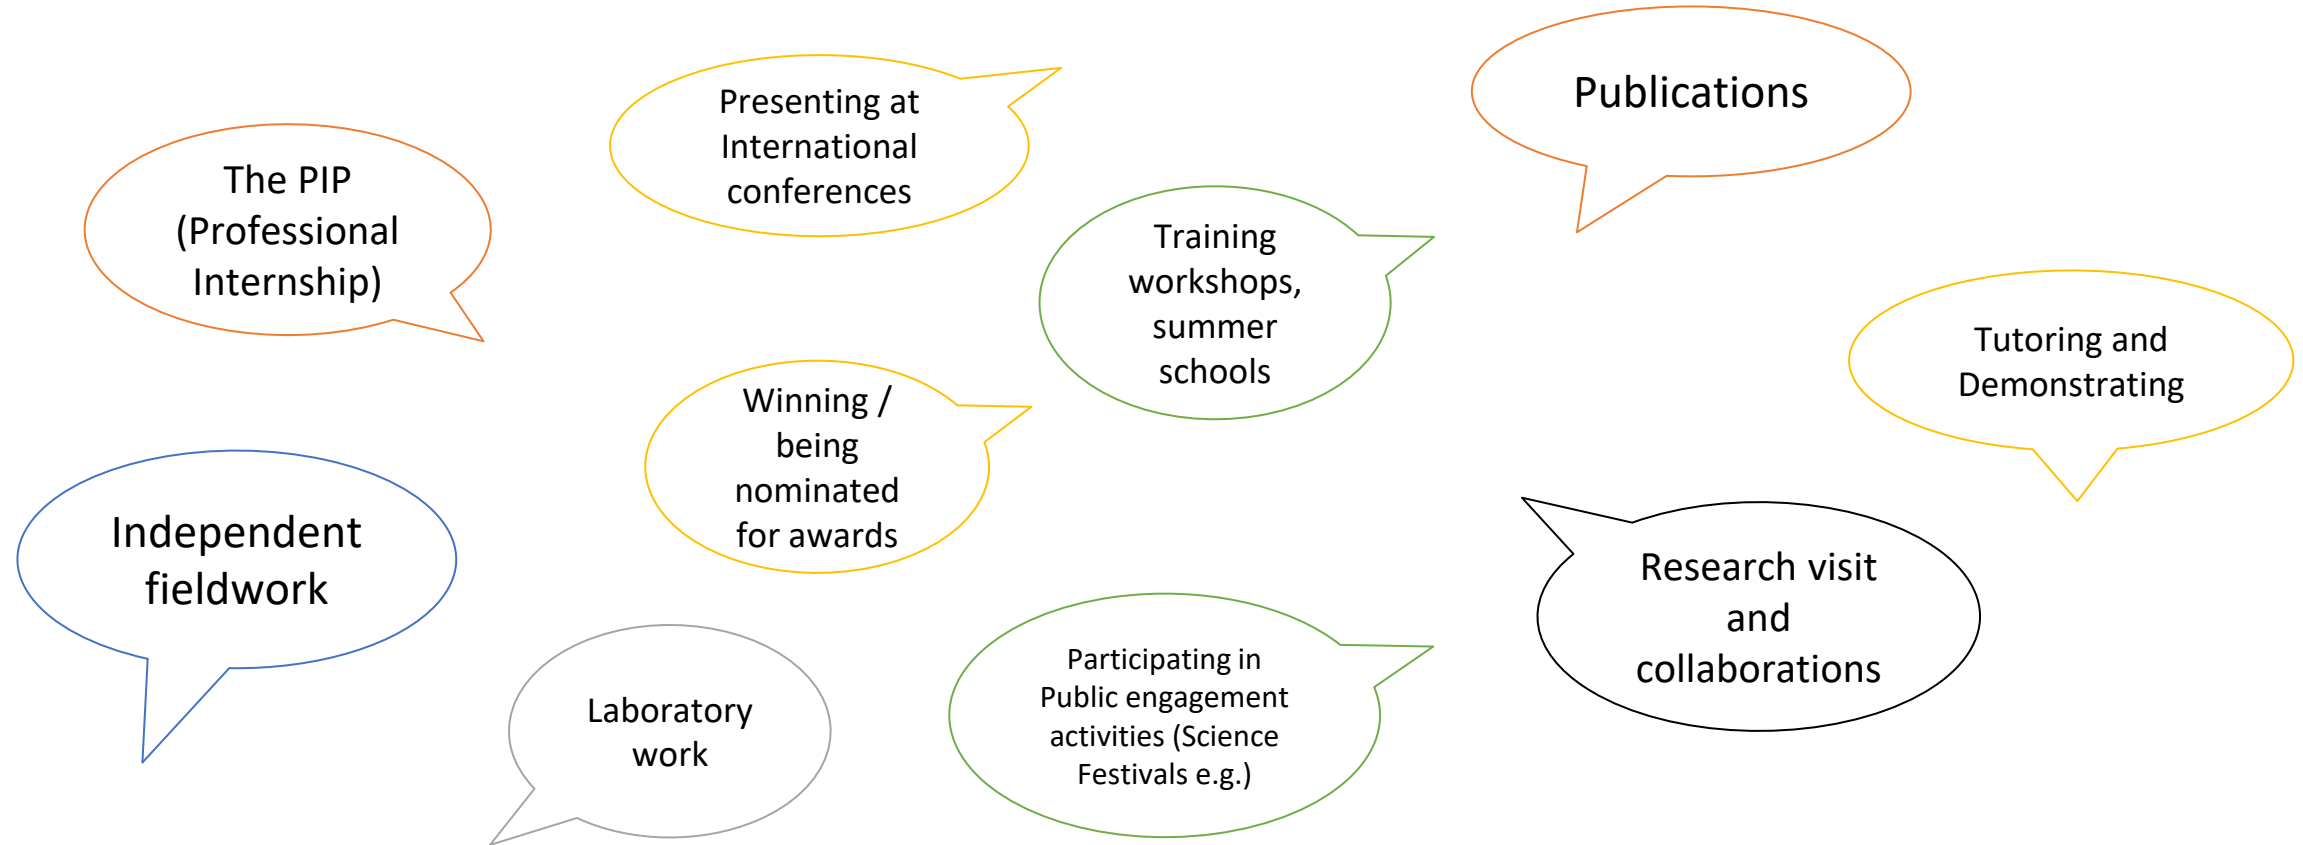 The PIP
(Professional
Internship)
Presenting at
International
conferences
Publications
Training
workshops,
summer
schools
Tutoring and
Demonstrating
Winning /
being
nominated
for awards
Independent
fieldwork
Research visit
and
collaborations
Laboratory
work
Participating in
Public engagement
activities (Science
Festivals e.g.)